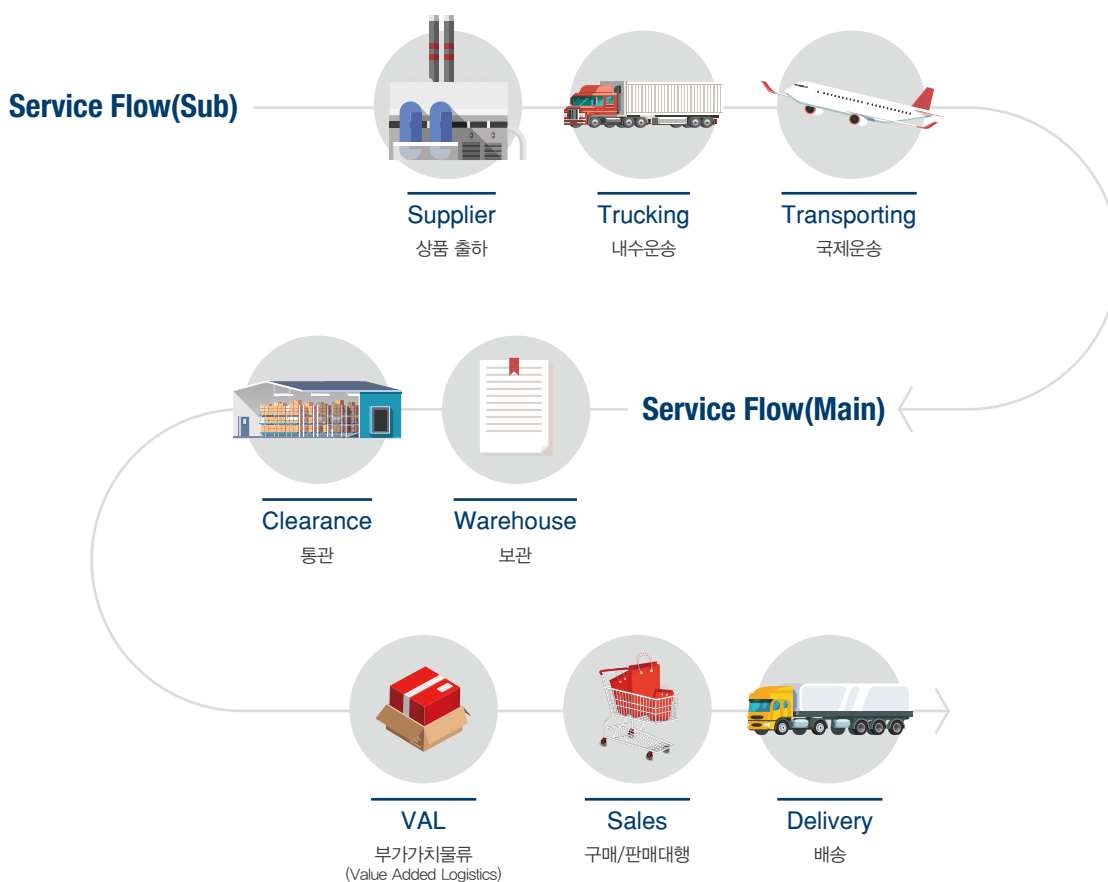 Service Flow(Sub)
Supplier
상품 출하
Trucking
내수운송
Transporting
국제운송
Service Flow(Main)
Clearance
통관
Warehouse
보관
VAL
부가가치물류
(Value Added Logistics)
Sales
구매/판매대행
Delivery
배송